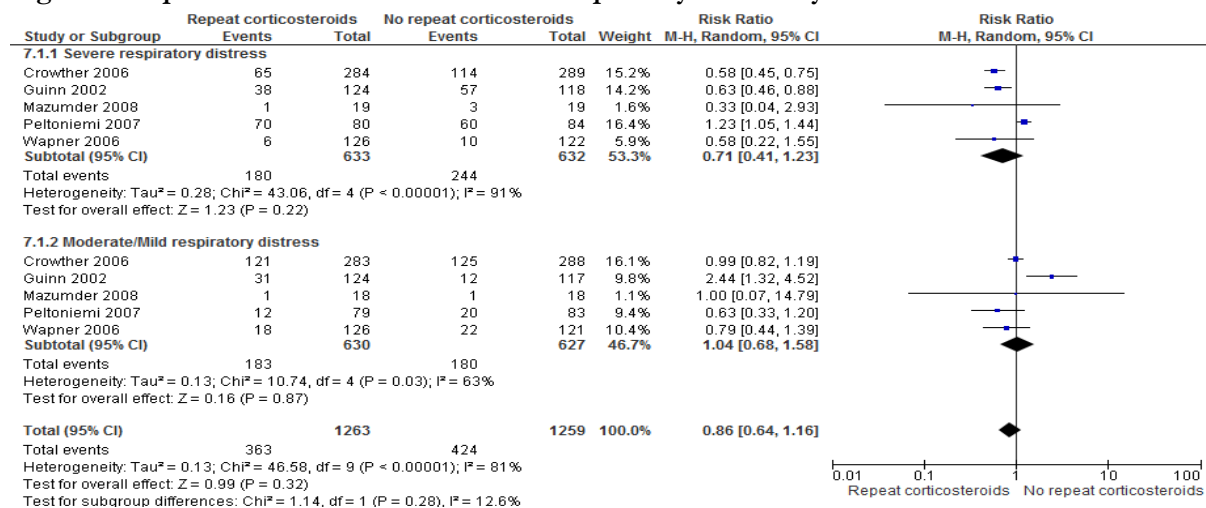 Repeat corticosteroids No repeat corticosteroids Risk Ratio Risk Ratio
Study or Subgroup Events Total Events Total Weight M-H, Random, 95% CI M-H, Random, 95% CI
7.1.1 Severe respiratory distress
Crowther 2006 65 284 114 289 15.2% 0.58 [0.45, 0.75]
Guinn 2002 38 124 57 118 14.2% 0.63 [0.46, 0.88]
Mazumder 2008 1 19 3 19 1.6% 0.33 [0.04, 2.93]
Peltoniemi 2007 70 80 60 84 16.4% 1.23 [1.05, 1.44]
Wapner 2006 6 126 10 122 5.9% 0.58 [0.22, 1.55]
Subtotal (95% CI) 633 632 53.3% 0.71 [0.41, 1.23]
Total events 180 244
Heterogeneity: Tau² = 0.28; Chi² = 43.06, df = 4 (P < 0.00001); I² = 91%
Test for overall effect: Z = 1.23 (P = 0.22)
7.1.2 Moderate/Mild respiratory distress
Crowther 2006 121 283 125 288 16.1% 0.99 [0.82, 1.19]
Guinn 2002 31 124 12 117 9.8% 2.44 [1.32, 4.52]
Mazumder 2008 1 18 1 18 1.1% 1.00 [0.07, 14.79]
Peltoniemi 2007 12 79 20 83 9.4% 0.63 [0.33, 1.20]
Wapner 2006 18 126 22 121 10.4% 0.79 [0.44, 1.39]
Subtotal (95% CI) 630 627 46.7% 1.04 [0.68, 1.58]
Total events 183 180
Heterogeneity: Tau² = 0.13; Chi² = 10.74, df = 4 (P = 0.03); I² = 63%
Test for overall effect: Z = 0.16 (P = 0.87)
Total (95% CI) 1263 1259 100.0% 0.86 [0.64, 1.16]
Total events 363 424
Heterogeneity: Tau² = 0.13; Chi² = 46.58, df = 9 (P < 0.00001); I² = 81%
Test for overall effect: Z = 0.99 (P = 0.32)
Test for subgroup differences: Chi² = 1.14, df = 1 (P = 0.28), I² = 12.6%
0.01 0.1 1 10 100
Repeat corticosteroids No repeat corticosteroids